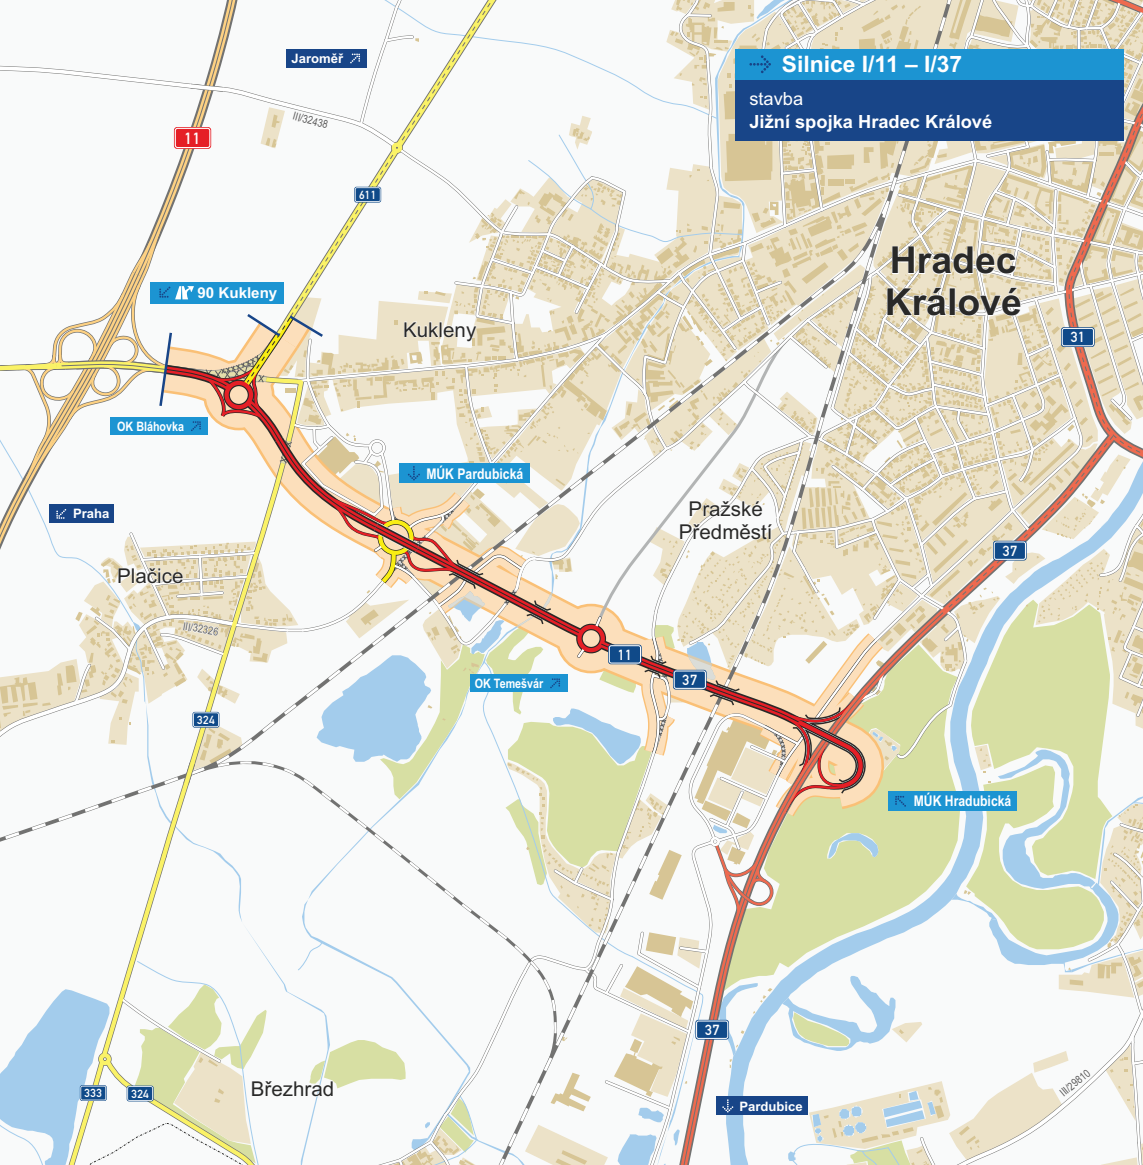 Jaroměř
Silnice I/11 – I/37
stavba
Jižní spojka Hradec Králové
III/32438
11
611
Hradec
Králové
90 Kukleny
Kukleny
31
OK Bláhovka
x
MÚK Pardubická
Praha
Pražské
Předměstí
37
Plačice
III/32326
11
OK Temešvár
37
324
MÚK Hradubická
37
Březhrad
333
324
III/29810
Pardubice